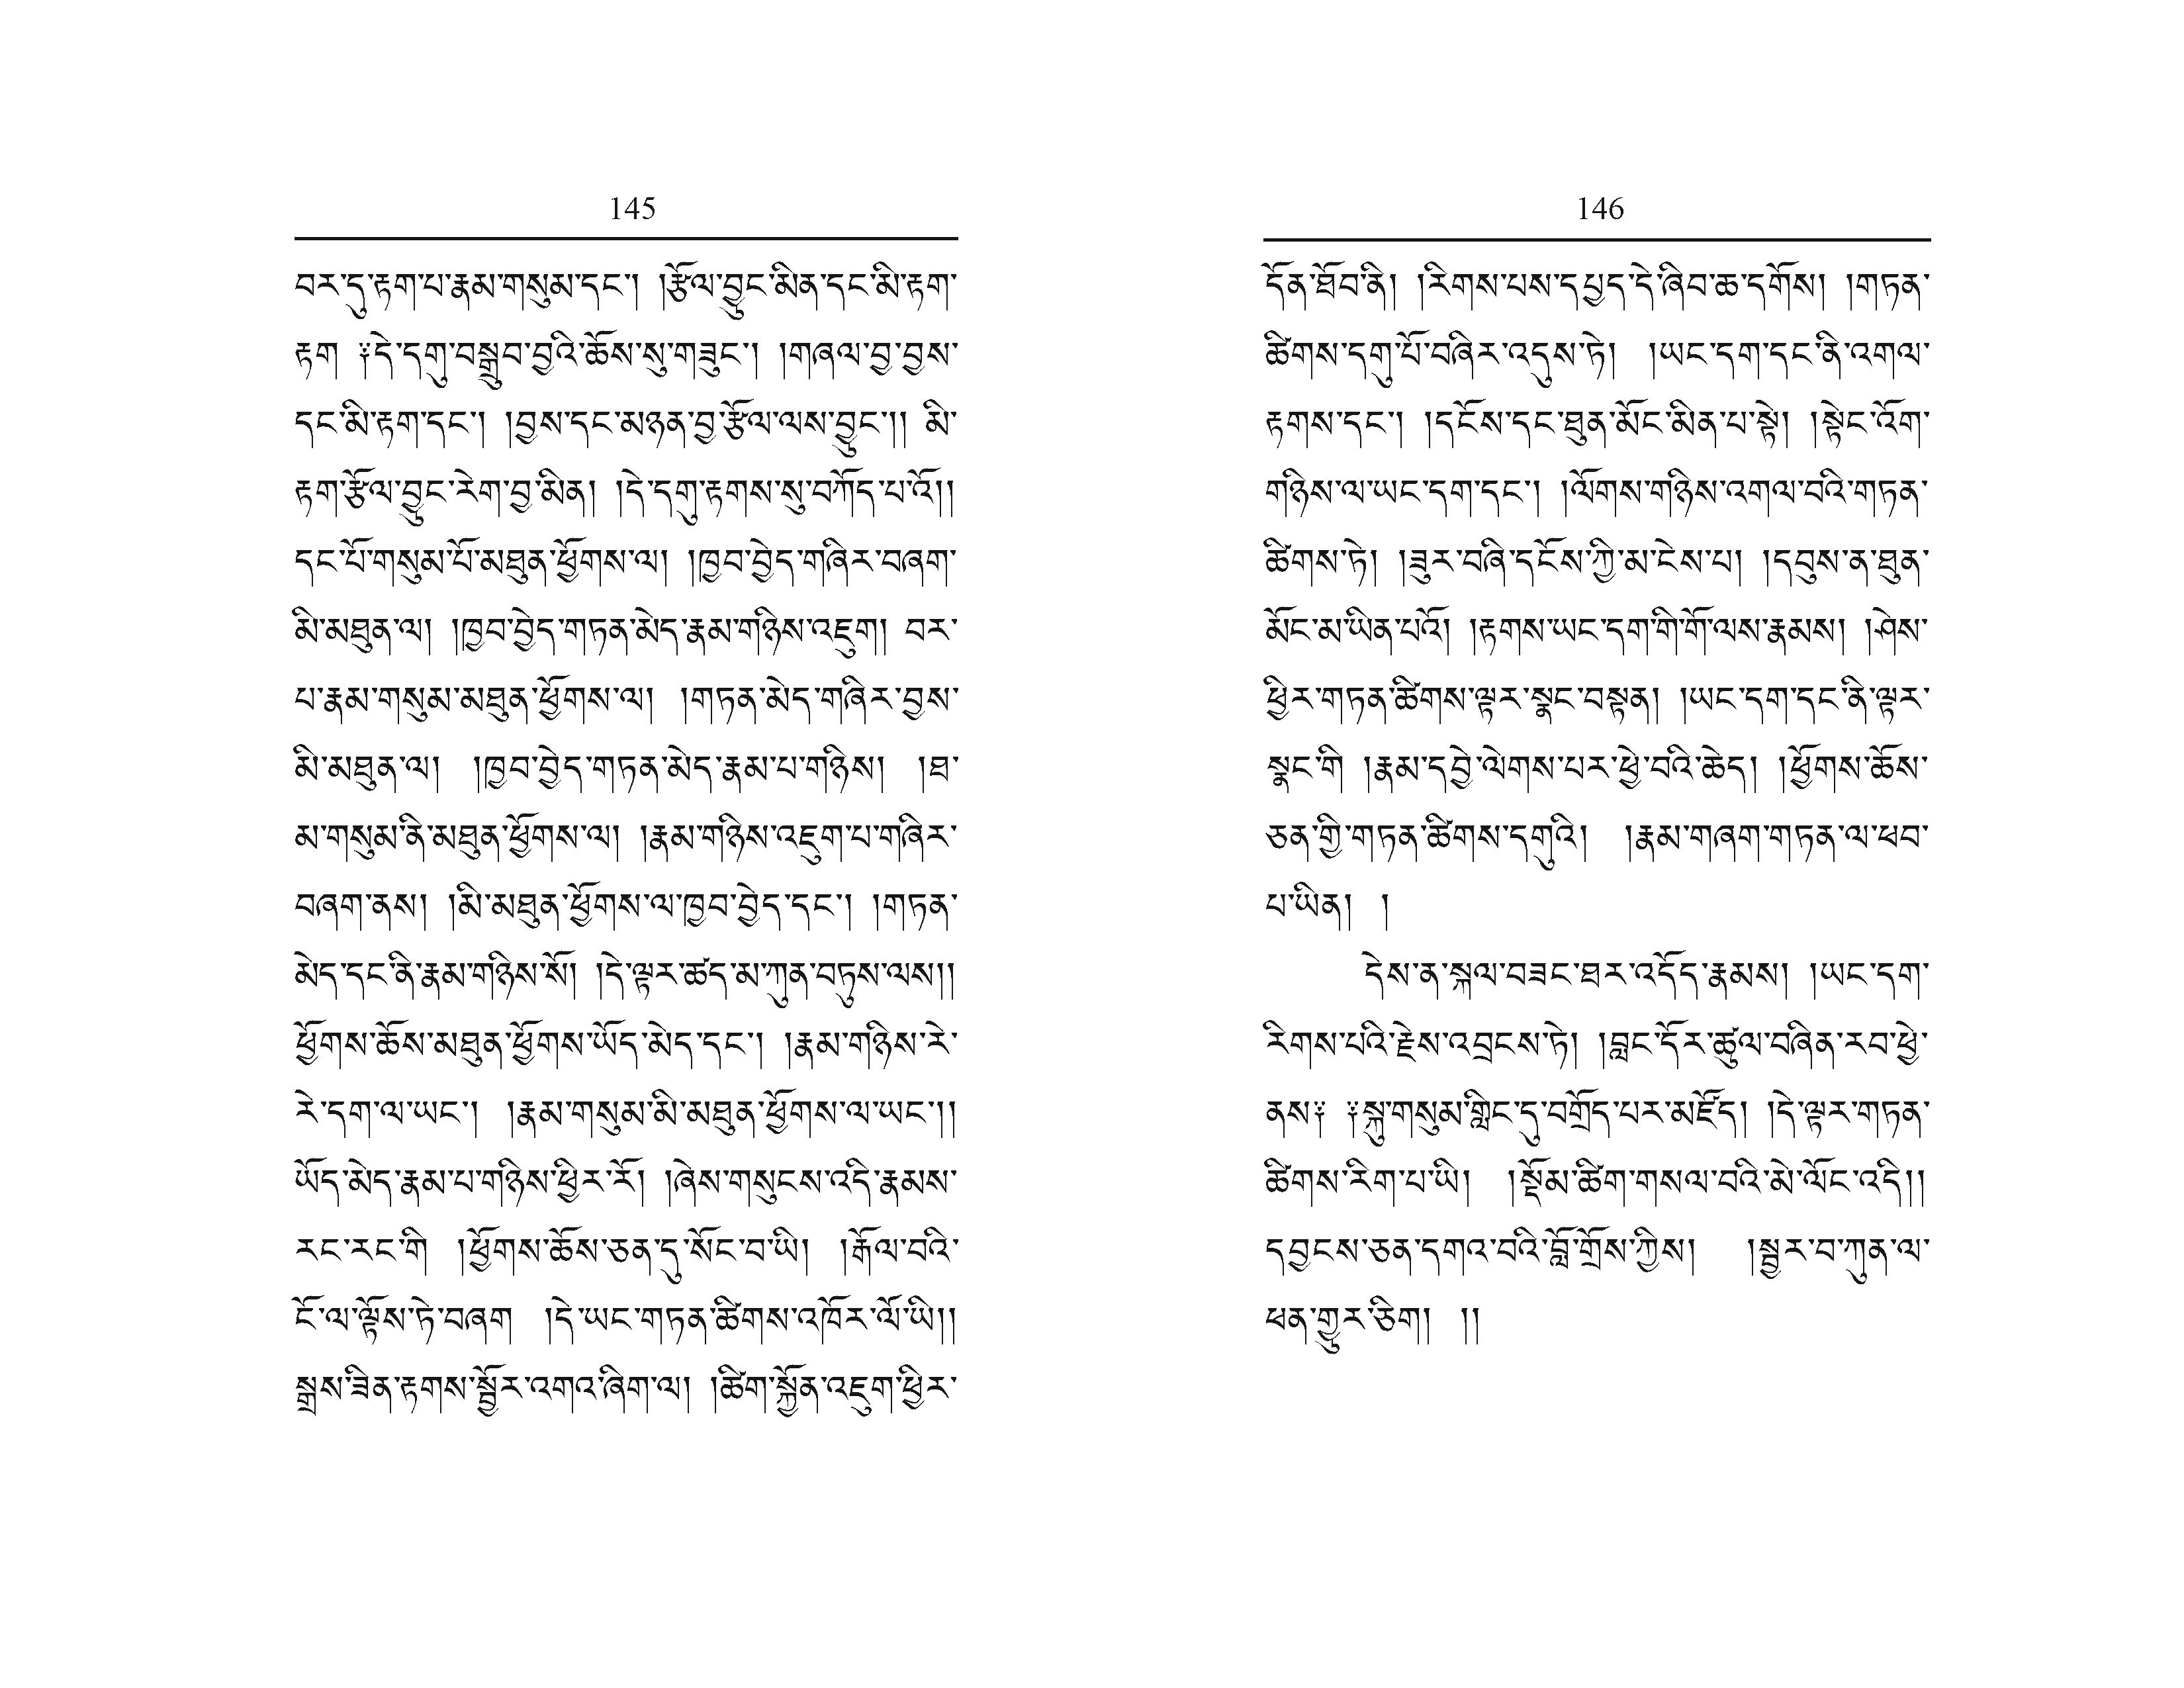 145
བར་དུ་རྟག་པ་རྣམ་གསུམ་དང་། །རྩོལ་བྱུང་མིན་དང་མི་རྟག་
རྟག ༈དེ་དགུ་བསྒྲུབ་བྱའི་ཆོས་སུ་གཟུང་། །གཞལ་བྱ་བྱས་
དང་མི་རྟག་དང་། །བྱས་དང་མཉན་བྱ་རྩོལ་ལས་བྱུང་།། མི་
རྟག་རྩོལ་བྱུང་རེག་བྱ་མིན། །དེ་དགུ་རྟགས་སུ་བཀོད་པ་འོ།།
དང་པོ་གསུམ་པོ་མཐུན་ཕྱོགས་ལ། །ཁྱབ་བྱེད་གཞིར་བཞག་
མི་མཐུན་ལ། །ཁྱབ་བྱེད་གཏན་མེད་རྣམ་གཉིས་འཇུག། བར་
པ་རྣམ་གསུམ་མཐུན་ཕྱོགས་ལ། །གཏན་མེད་གཞིར་བྱས་
མི་མཐུན་ལ། །ཁྱབ་བྱེད་གཏན་མེད་རྣམ་པ་གཉིས། །ཐ་
མ་གསུམ་ནི་མཐུན་ཕྱོགས་ལ། །རྣམ་གཉིས་འཇུག་པ་གཞིར་
བཞག་ནས། །མི་མཐུན་ཕྱོགས་ལ་ཁྱབ་བྱེད་དང་། །གཏན་
མེད་དང་ནི་རྣམ་གཉིས་སོ། །དེ་ལྟར་ཚད་མ་ཀུན་བཏུས་ལས།།
ཕྱོགས་ཆོས་མཐུན་ཕྱོགས་ཡོད་མེད་དང་། །རྣམ་གཉིས་རེ་
རེ་དག་ལ་ཡང་། །རྣམ་གསུམ་མི་མཐུན་ཕྱོགས་ལ་ཡང་།།
ཡོད་མེད་རྣམ་པ་གཉིས་ཕྱིར་རོ། །ཞེས་གསུངས་འདི་རྣམས་
རང་རང་གི །ཕྱོགས་ཆོས་ཅན་དུ་སོང་བ་ཡི། །རྒོལ་བའི་
ངོ་ལ་ལྟོས་ཏེ་བཞག །དེ་ཡང་གཏན་ཚིགས་འཁོར་ལོ་ཡི།།
སྒྲས་ཟིན་རྟགས་སྦྱོར་འགའ་ཞིག་ལ། །ཚིག་སྐྱོན་འཇུག་ཕྱིར་
146
དོན་ཐོབ་ནི། །རིགས་པས་དཔྱད་དེ་ཞིབ་ཆ་དགོས། །གཏན་
ཚིགས་དགུ་པོ་བཞིར་འདུས་ཏེ། །ཡང་དག་དང་ནི་འགལ་
རྟགས་དང་། །དངོས་དང་ཐུན་མོང་མིན་པ་སྟེ། །སྟེང་འོག་
གཉིས་ལ་ཡང་དག་དང་། །ལོགས་གཉིས་འགལ་བའི་གཏན་
ཚིགས་ཏེ། །ཟུར་བཞི་དངོས་ཀྱི་མ་ངེས་པ། །དབུས་ན་ཐུན་
མོང་མ་ཡིན་པའོ། །རྟགས་ཡང་དག་གི་གོ་ལས་རྣམས། །ཤེས་
ཕྱིར་གཏན་ཚིགས་ལྟར་སྣང་བསྟན། །ཡང་དག་དང་ནི་ལྟར་
སྣང་གི །རྣམ་དབྱེ་ལེགས་པར་ཕྱེ་བའི་ཆེད། །ཕྱོགས་ཆོས་
ཅན་གྱི་གཏན་ཚིགས་དགུའི། །རྣམ་གཞག་གཏན་ལ་ཕབ་
པ་ཡིན། །
དེས་ན་སྐལ་བཟང་ཐར་འདོད་རྣམས། །ཡང་དག་
རིགས་པའི་རྗེས་འབྲངས་ཏེ། །བླང་དོར་ཚུལ་བཞིན་རབ་ཕྱེ་
ནས༈ ༈སྐུ་གསུམ་གླིང་དུ་བགྲོད་པར་མཛོད། །དེ་ལྟར་གཏན་
ཚིགས་རིག་པ་ཡི། །སྡོམ་ཚིག་གསལ་བའི་མེ་ལོང་འདི།།
དབྱངས་ཅན་དགའ་བའི་བློ་གྲོས་ཀྱིས། །སྦྱར་བ་ཀུན་ལ་
ཕན་གྱུར་ཅིག། །།